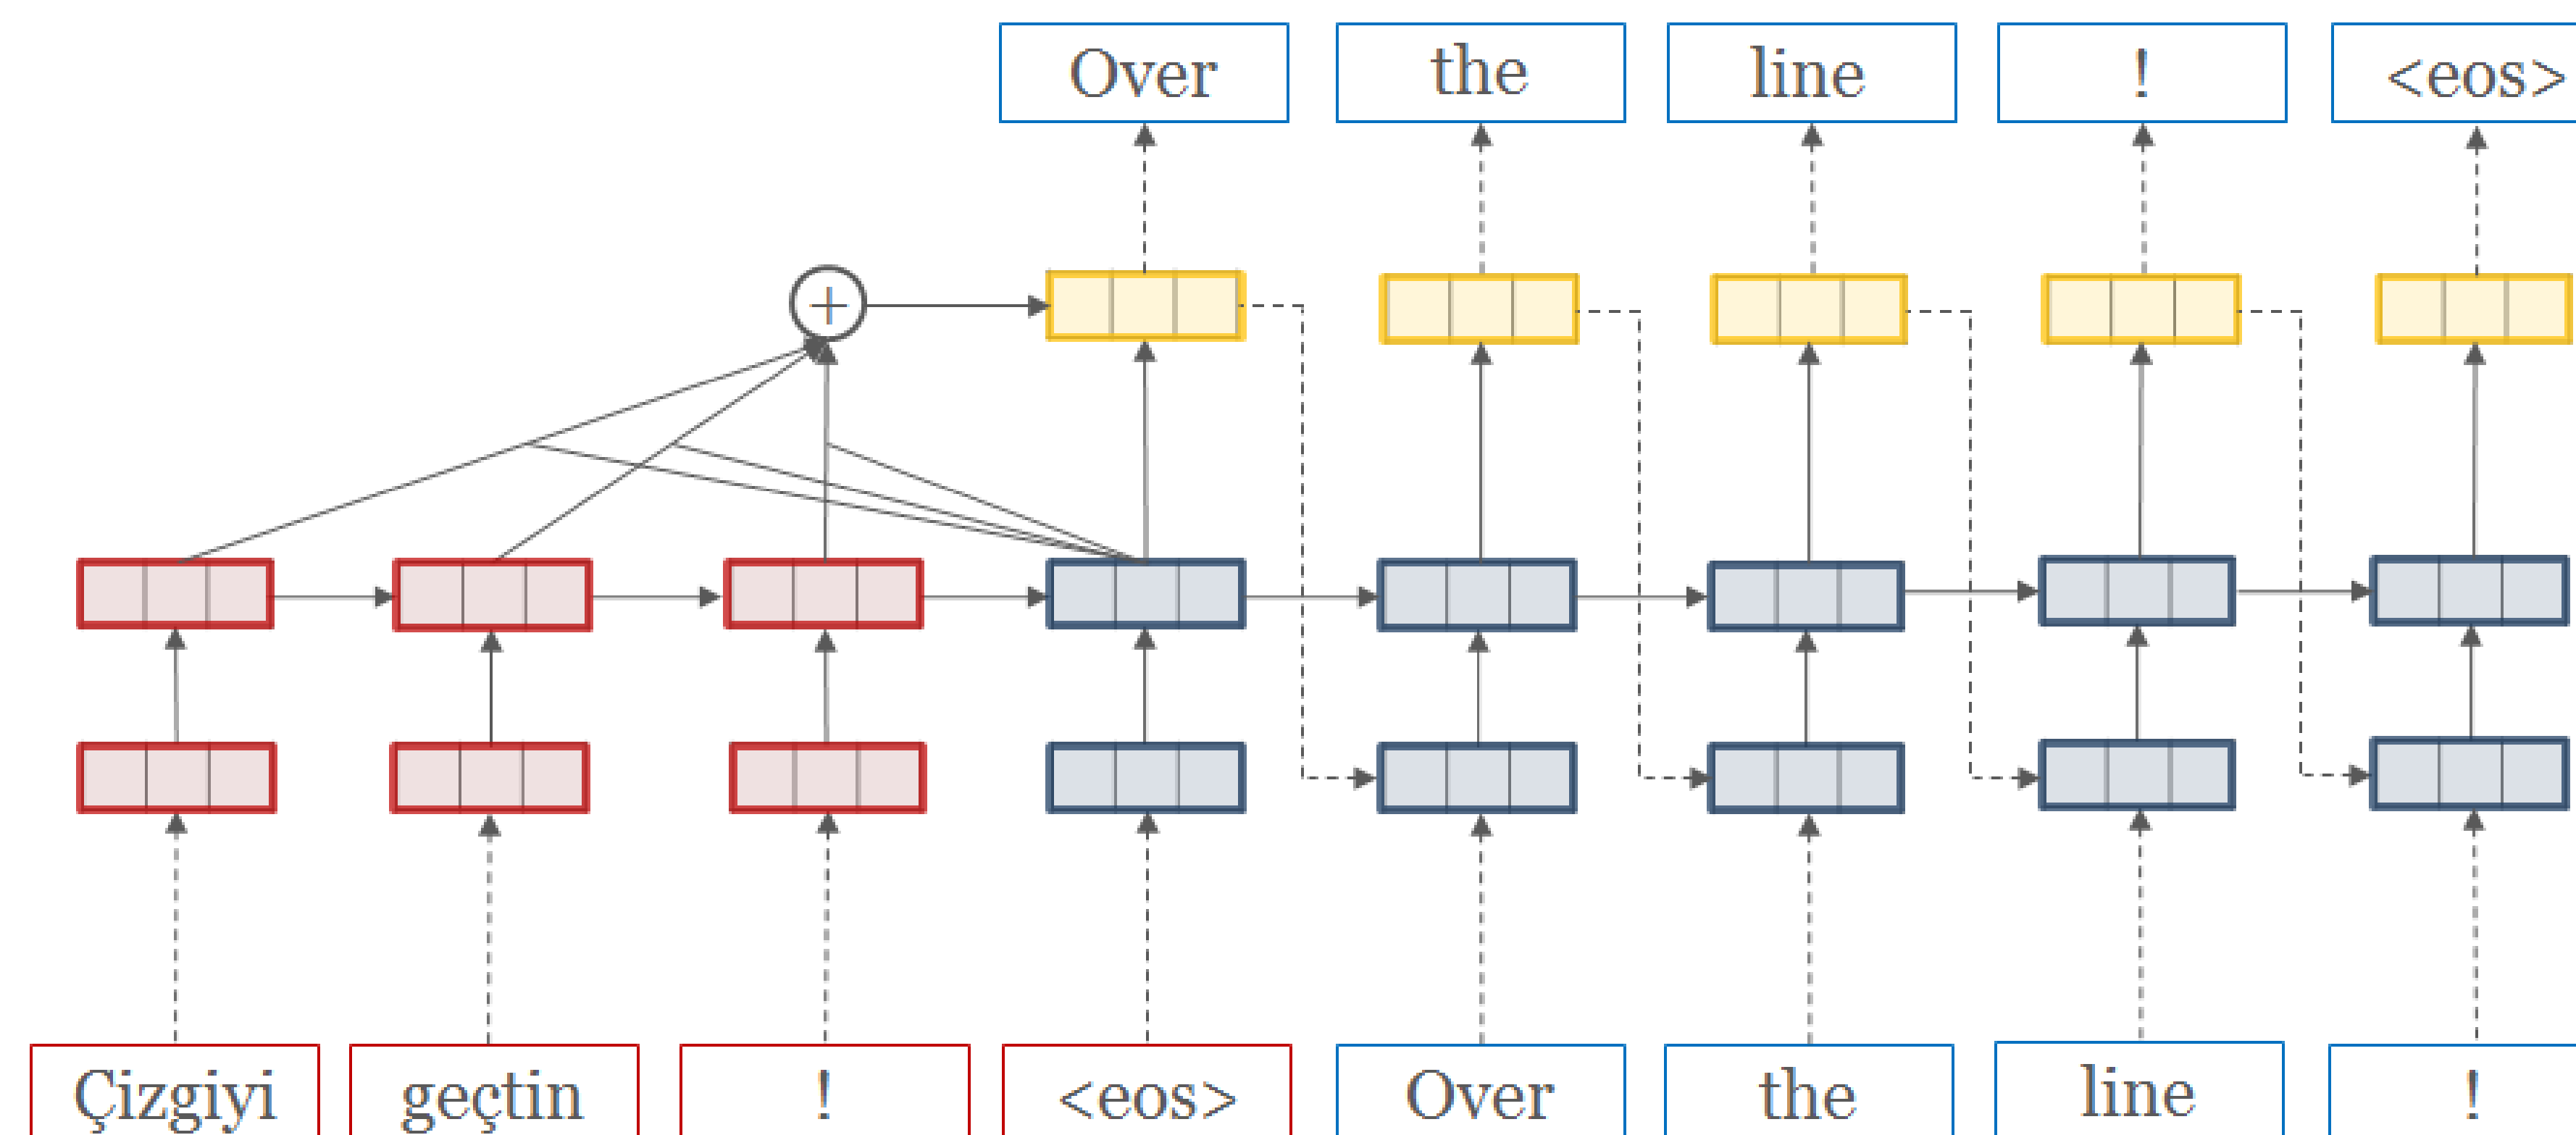 Over the line ! <eos>
+
Çizgiyi geçtin ! <eos> Over the line !